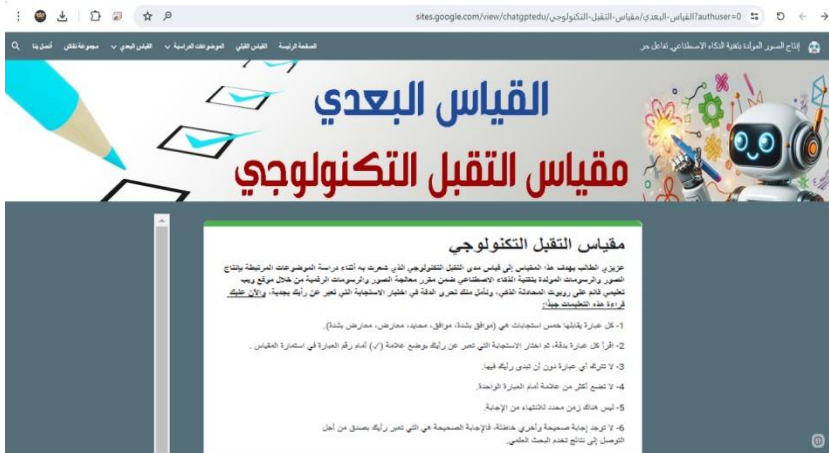 sites.google.com/view/chatgptedu/القياس-البعدي/مقياس-التقبل-التكنولوجي?authuser=0
إنتاج الصور المولدة بتقنية الذكاء الاصطناعي تفاعل حر
الصفحة الرئيسة القياس القبلي الموضوعات الدراسية القياس البعدي مجموعة نقاش أتصل بنا
القياس البعدي
مقياس التقبل التكنولوجي
مقياس التقبل التكنولوجي
عزيزي الطالب يهدف هذا المقياس إلى قياس مدى التقبل التكنولوجي الذي شعرت به أثناء دراسة الموضوعات المرتبطة بإنتاج
الصور والرسومات المولدة بتقنية الذكاء الاصطناعي ضمن مقرر معالجة الصور والرسومات الرقمية من خلال موقع ويب
تعليمي قائم على روبوت المحادثة الذكي، ونأمل منك تحرى الدقة في اختيار الاستجابة التي تعبر عن رأيك بجدية، والآن عليك
قراءة هذه التعليمات جيدًا:
1- كل عبارة يقابلها خمس استجابات هي (موافق بشدة، موافق، محايد، معارض، معارض بشدة).
2- اقرأ كل عبارة بدقة، ثم اختار الاستجابة التي تعبر عن رأيك بوضع علامة (✓) أمام رقم العبارة في استمارة المقياس .
3- لا تترك أي عبارة دون أن تبدى رأيك فيها.
4- لا تضع أكثر من علامة أمام العبارة الواحدة.
5- ليس هناك زمن محدد للانتهاء من الإجابة.
6- لا توجد إجابة صحيحة وأخري خاطئة، فالإجابة الصحيحة هي التي تعبر رأيك بصدق من أجل
التوصل إلى نتائج تخدم البحث العلمي.